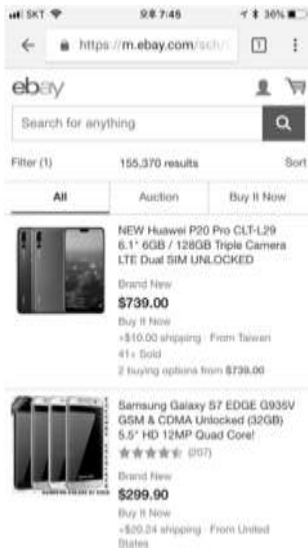 SKT 오후 7:46 36%
https://m.ebay.com/sch/ 1
ebay
Search for anything
Filter (1) 155,370 results Sort
All Auction Buy It Now
NEW Huawei P20 Pro CLT-L29
6.1" 6GB / 128GB Triple Camera
LTE Dual SIM UNLOCKED
Brand New
$739.00
Buy It Now
+$10.00 shipping · From Taiwan
41+ Sold
2 buying options from $739.00
Samsung Galaxy S7 EDGE G935V
GSM & CDMA Unlocked (32GB)
5.5" HD 12MP Quad Core!
(207)
Brand New
$299.90
Buy It Now
+$20.24 shipping · From United
States